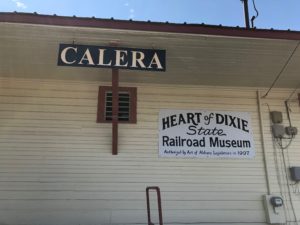 CALERA
HEART of DIXIE
State
Railroad Museum
Authorized by Act of Alabama Legislature in 1997